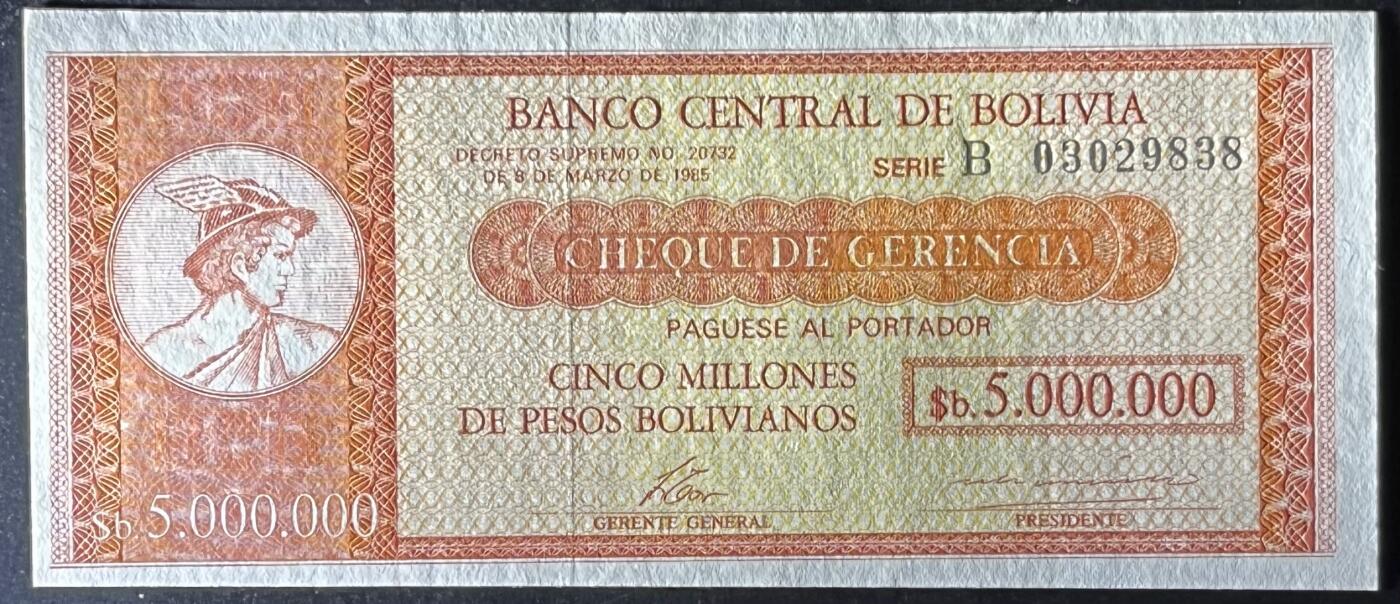 BANCO CENTRAL DE BOLIVIA
DECRETO SUPREMO NO. 20732
DE 8 DE MARZO DE 1985
SERIE B 03029838
CHEQUE DE GERENCIA
PAGUESE AL PORTADOR
CINCO MILLONES
DE PESOS BOLIVIANOS
$b. 5.000.000
$b. 5.000.000
GERENTE GENERAL
PRESIDENTE